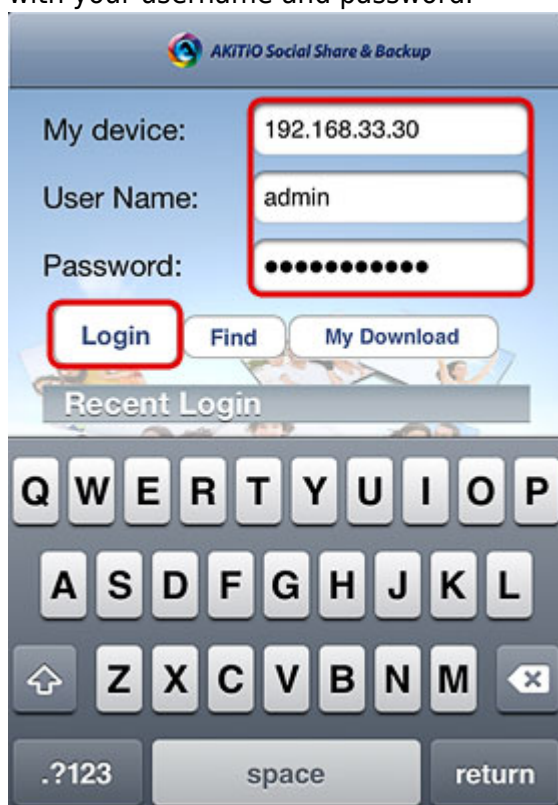 with your username and password.
AKiTiO Social Share & Backup
My device: 192.168.33.30
User Name: admin
Password: ●●●●●●●●●●●
Login Find My Download
Recent Login
Q W E R T Y U I O P
A S D F G H J K L
Z X C V B N M
.?123 space return